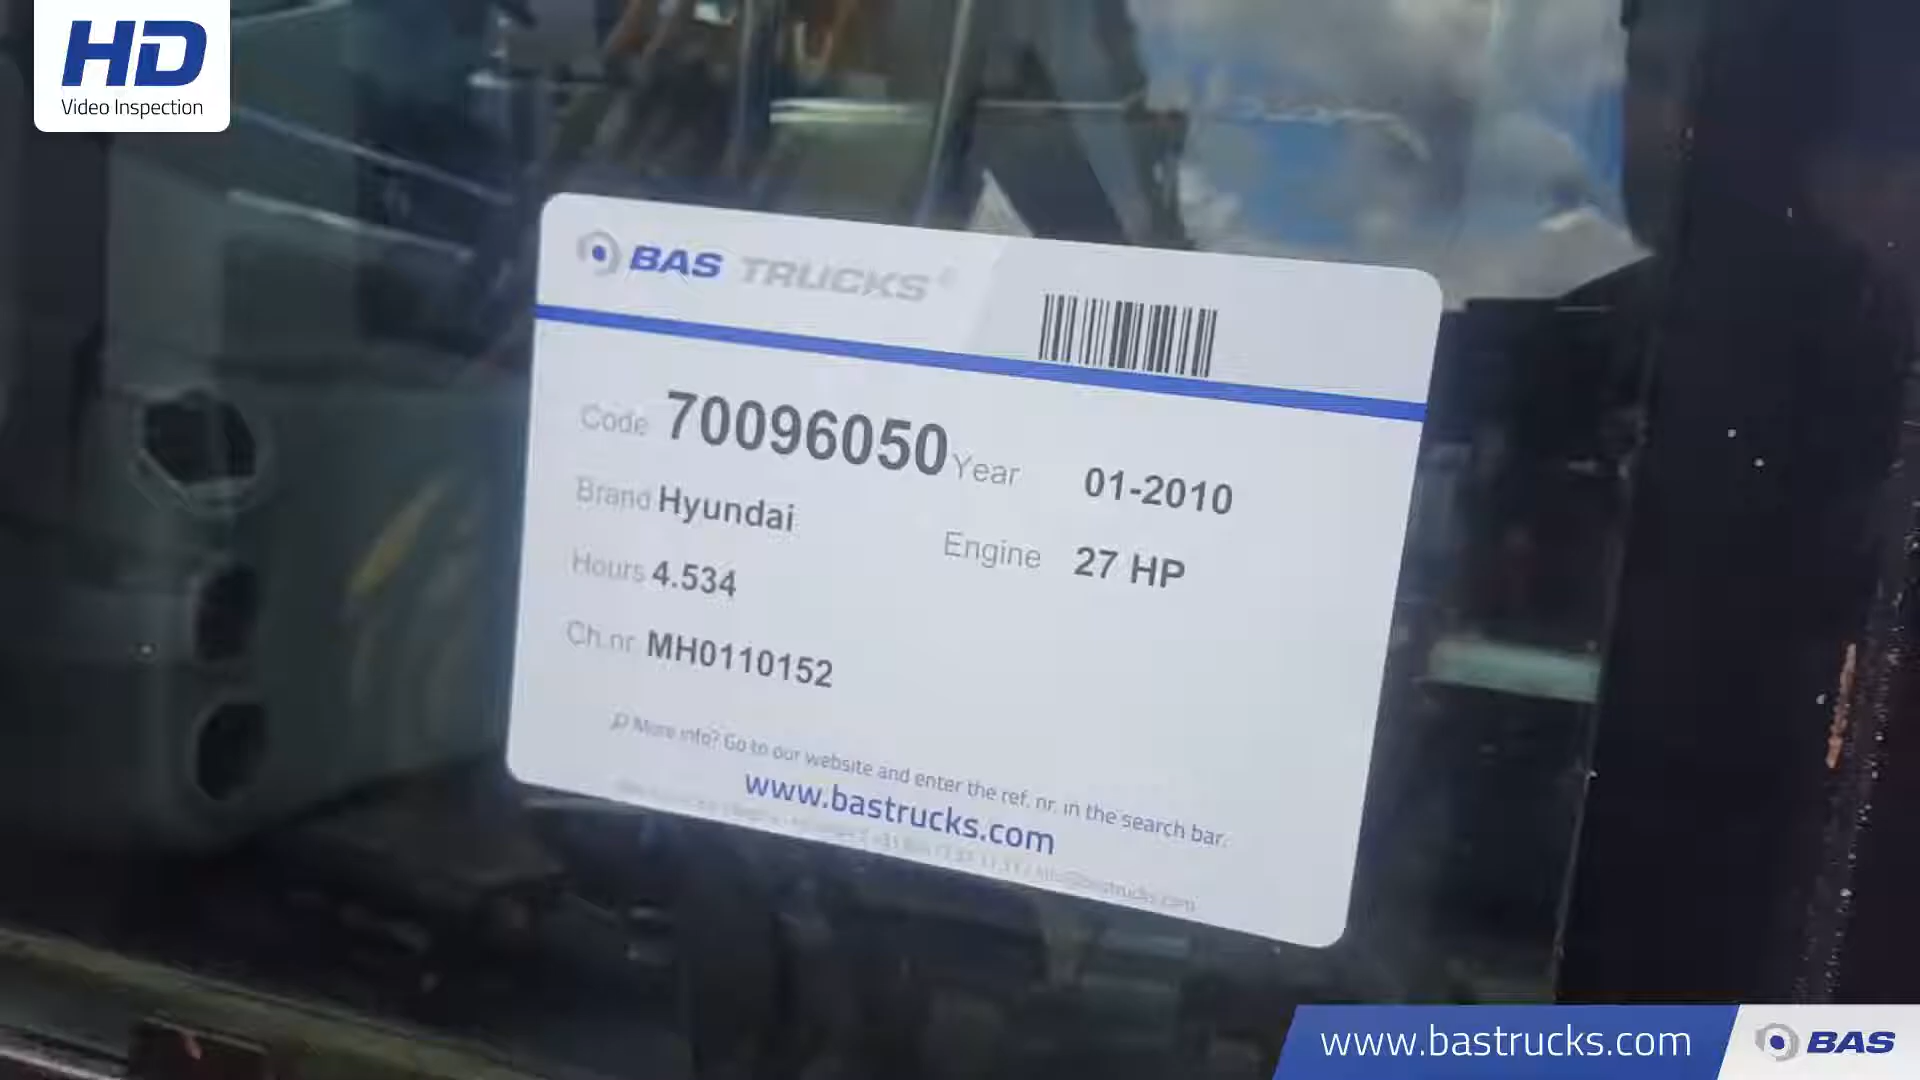 HD
Video Inspection
BAS TRUCKS
Code 70096050 Year 01-2010
Brand Hyundai
Engine 27 HP
Hours 4.534
Ch.nr. MH0110152
More info? Go to our website and enter the ref. nr. in the search bar.
www.bastrucks.com
www.bastrucks.com BAS